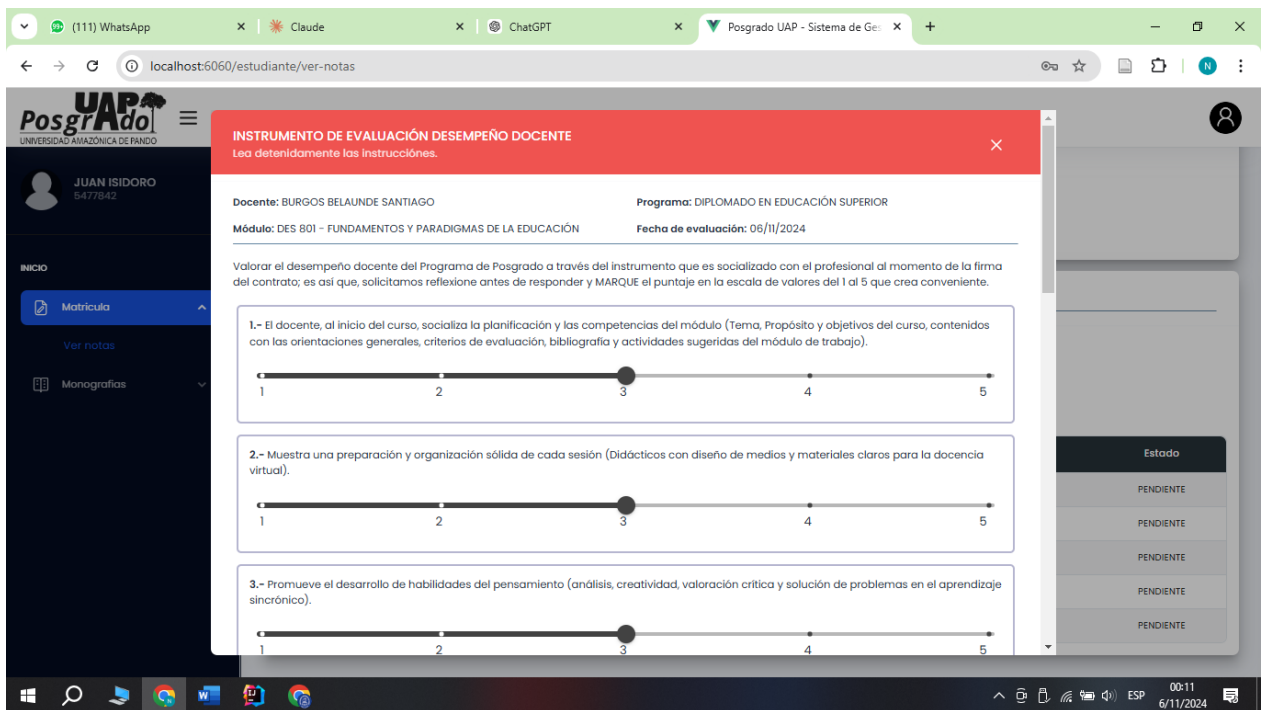 (111) WhatsApp
Claude
ChatGPT
Posgrado UAP - Sistema de Ges
localhost:6060/estudiante/ver-notas
N
UAP
PosgrAdo
UNIVERSIDAD AMAZÓNICA DE PANDO
JUAN ISIDORO
5477842
INICIO
Matricula
Ver notas
Monografias
INSTRUMENTO DE EVALUACIÓN DESEMPEÑO DOCENTE
Lea detenidamente las instrucciónes.
Docente: BURGOS BELAUNDE SANTIAGO
Programa: DIPLOMADO EN EDUCACIÓN SUPERIOR
Módulo: DES 801 - FUNDAMENTOS Y PARADIGMAS DE LA EDUCACIÓN
Fecha de evaluación: 06/11/2024
Valorar el desempeño docente del Programa de Posgrado a través del instrumento que es socializado con el profesional al momento de la firma
del contrato; es así que, solicitamos reflexione antes de responder y MARQUE el puntaje en la escala de valores del 1 al 5 que crea conveniente.
1.- El docente, al inicio del curso, socializa la planificación y las competencias del módulo (Tema, Propósito y objetivos del curso, contenidos
con las orientaciones generales, criterios de evaluación, bibliografía y actividades sugeridas del módulo de trabajo).
1 2 3 4 5
2.- Muestra una preparación y organización sólida de cada sesión (Didácticos con diseño de medios y materiales claros para la docencia
virtual).
1 2 3 4 5
3.- Promueve el desarrollo de habilidades del pensamiento (análisis, creatividad, valoración crítica y solución de problemas en el aprendizaje
sincrónico).
1 2 3 4 5
Estado
PENDIENTE
PENDIENTE
PENDIENTE
PENDIENTE
PENDIENTE
ESP
00:11
6/11/2024